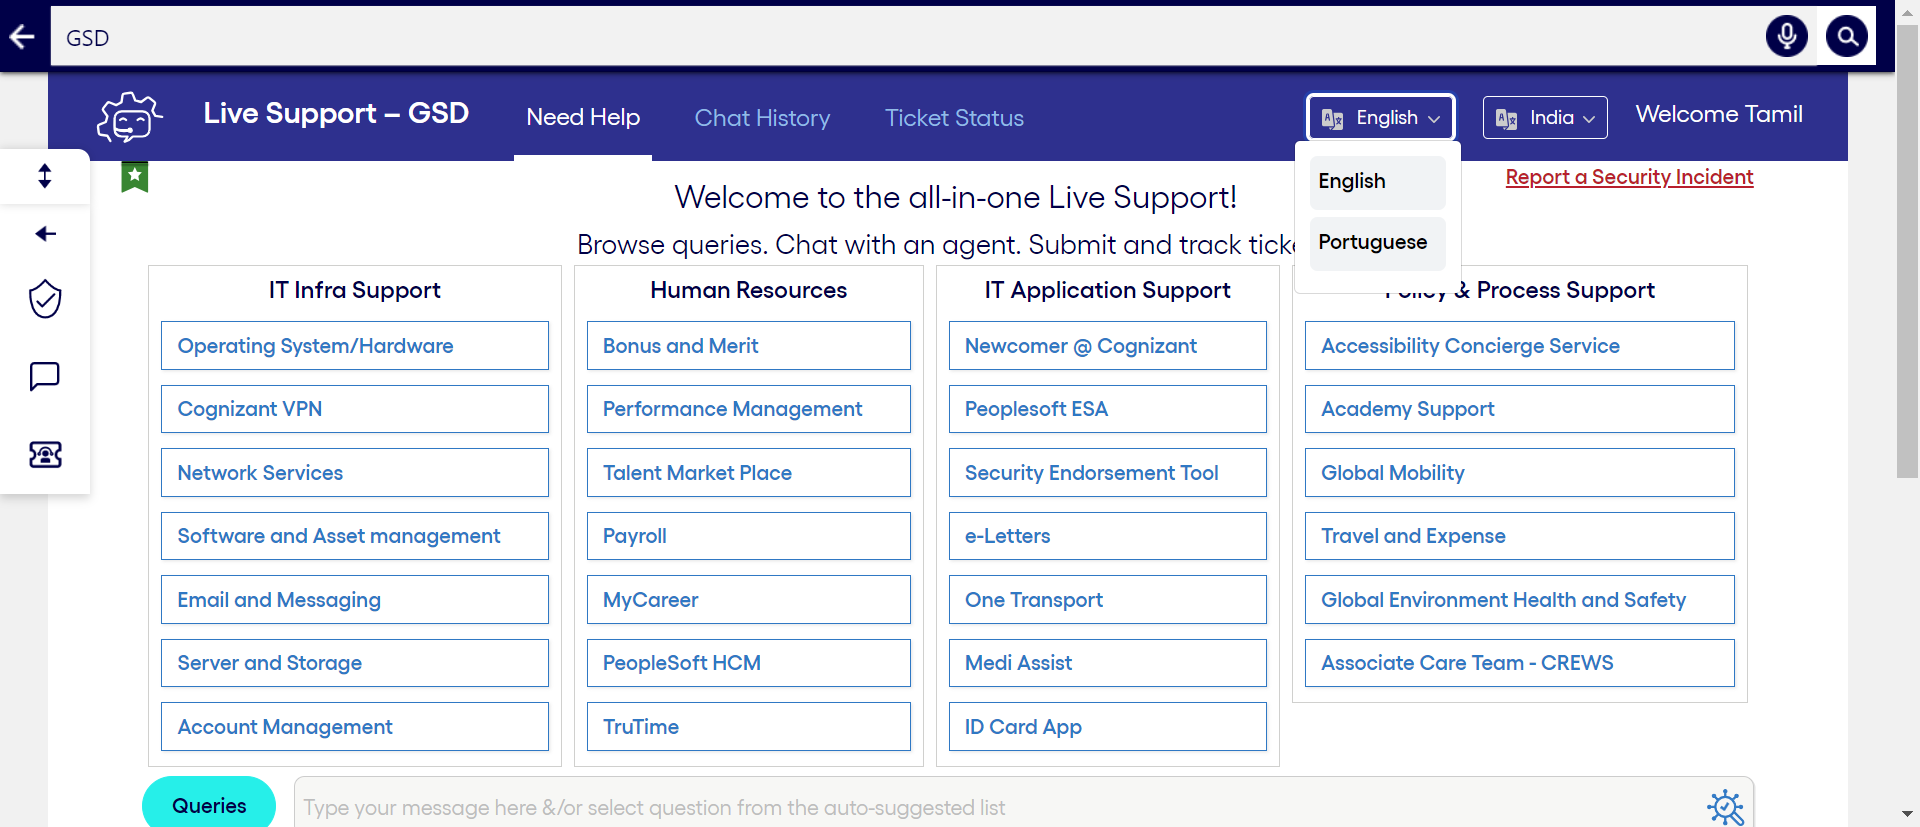 GSD
Live Support – GSD
Need Help
Chat History
Ticket Status
English
India
Welcome Tamil
English
Portuguese
Report a Security Incident
Welcome to the all-in-one Live Support!
Browse queries. Chat with an agent. Submit and track
IT Infra Support
Operating System/Hardware
Cognizant VPN
Network Services
Software and Asset management
Email and Messaging
Server and Storage
Account Management
Human Resources
Bonus and Merit
Performance Management
Talent Market Place
Payroll
MyCareer
PeopleSoft HCM
TruTime
IT Application Support
Newcomer @ Cognizant
Peoplesoft ESA
Security Endorsement Tool
e-Letters
One Transport
Medi Assist
ID Card App
& Process Support
Accessibility Concierge Service
Academy Support
Global Mobility
Travel and Expense
Global Environment Health and Safety
Associate Care Team - CREWS
Queries
Type your message here &/or select question from the auto-suggested list